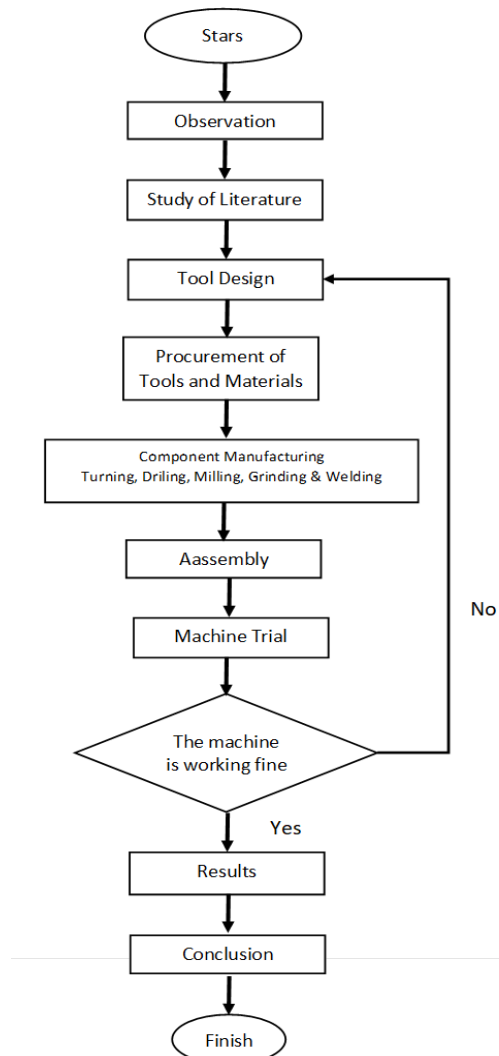 Stars
Observation
Study of Literature
Tool Design
Procurement of
Tools and Materials
Component Manufacturing
Turning, Driling, Milling, Grinding & Welding
Aassembly
No
Machine Trial
The machine
is working fine
Yes
Results
Conclusion
Finish